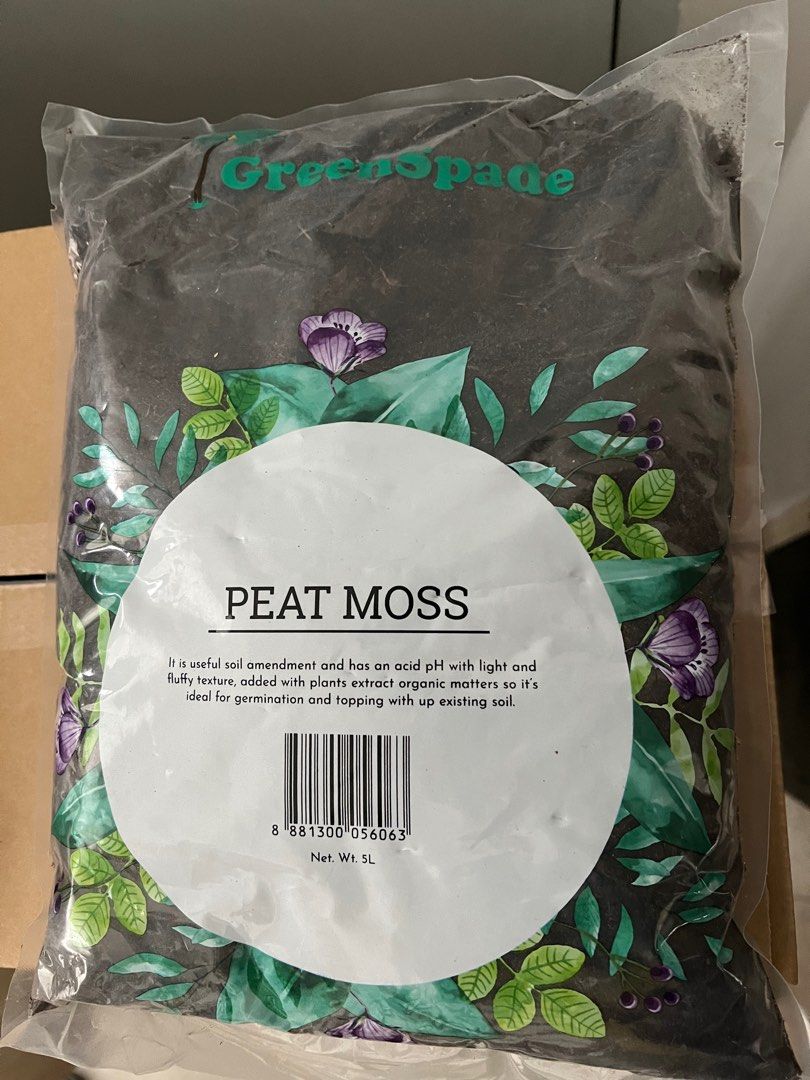 GreenSpade
PEAT MOSS
It is useful soil amendment and has an acid pH with light and
fluffy texture, added with plants extract organic matters so it's
ideal for germination and topping with up existing soil.
8 881300 056063
Net. Wt. 5L